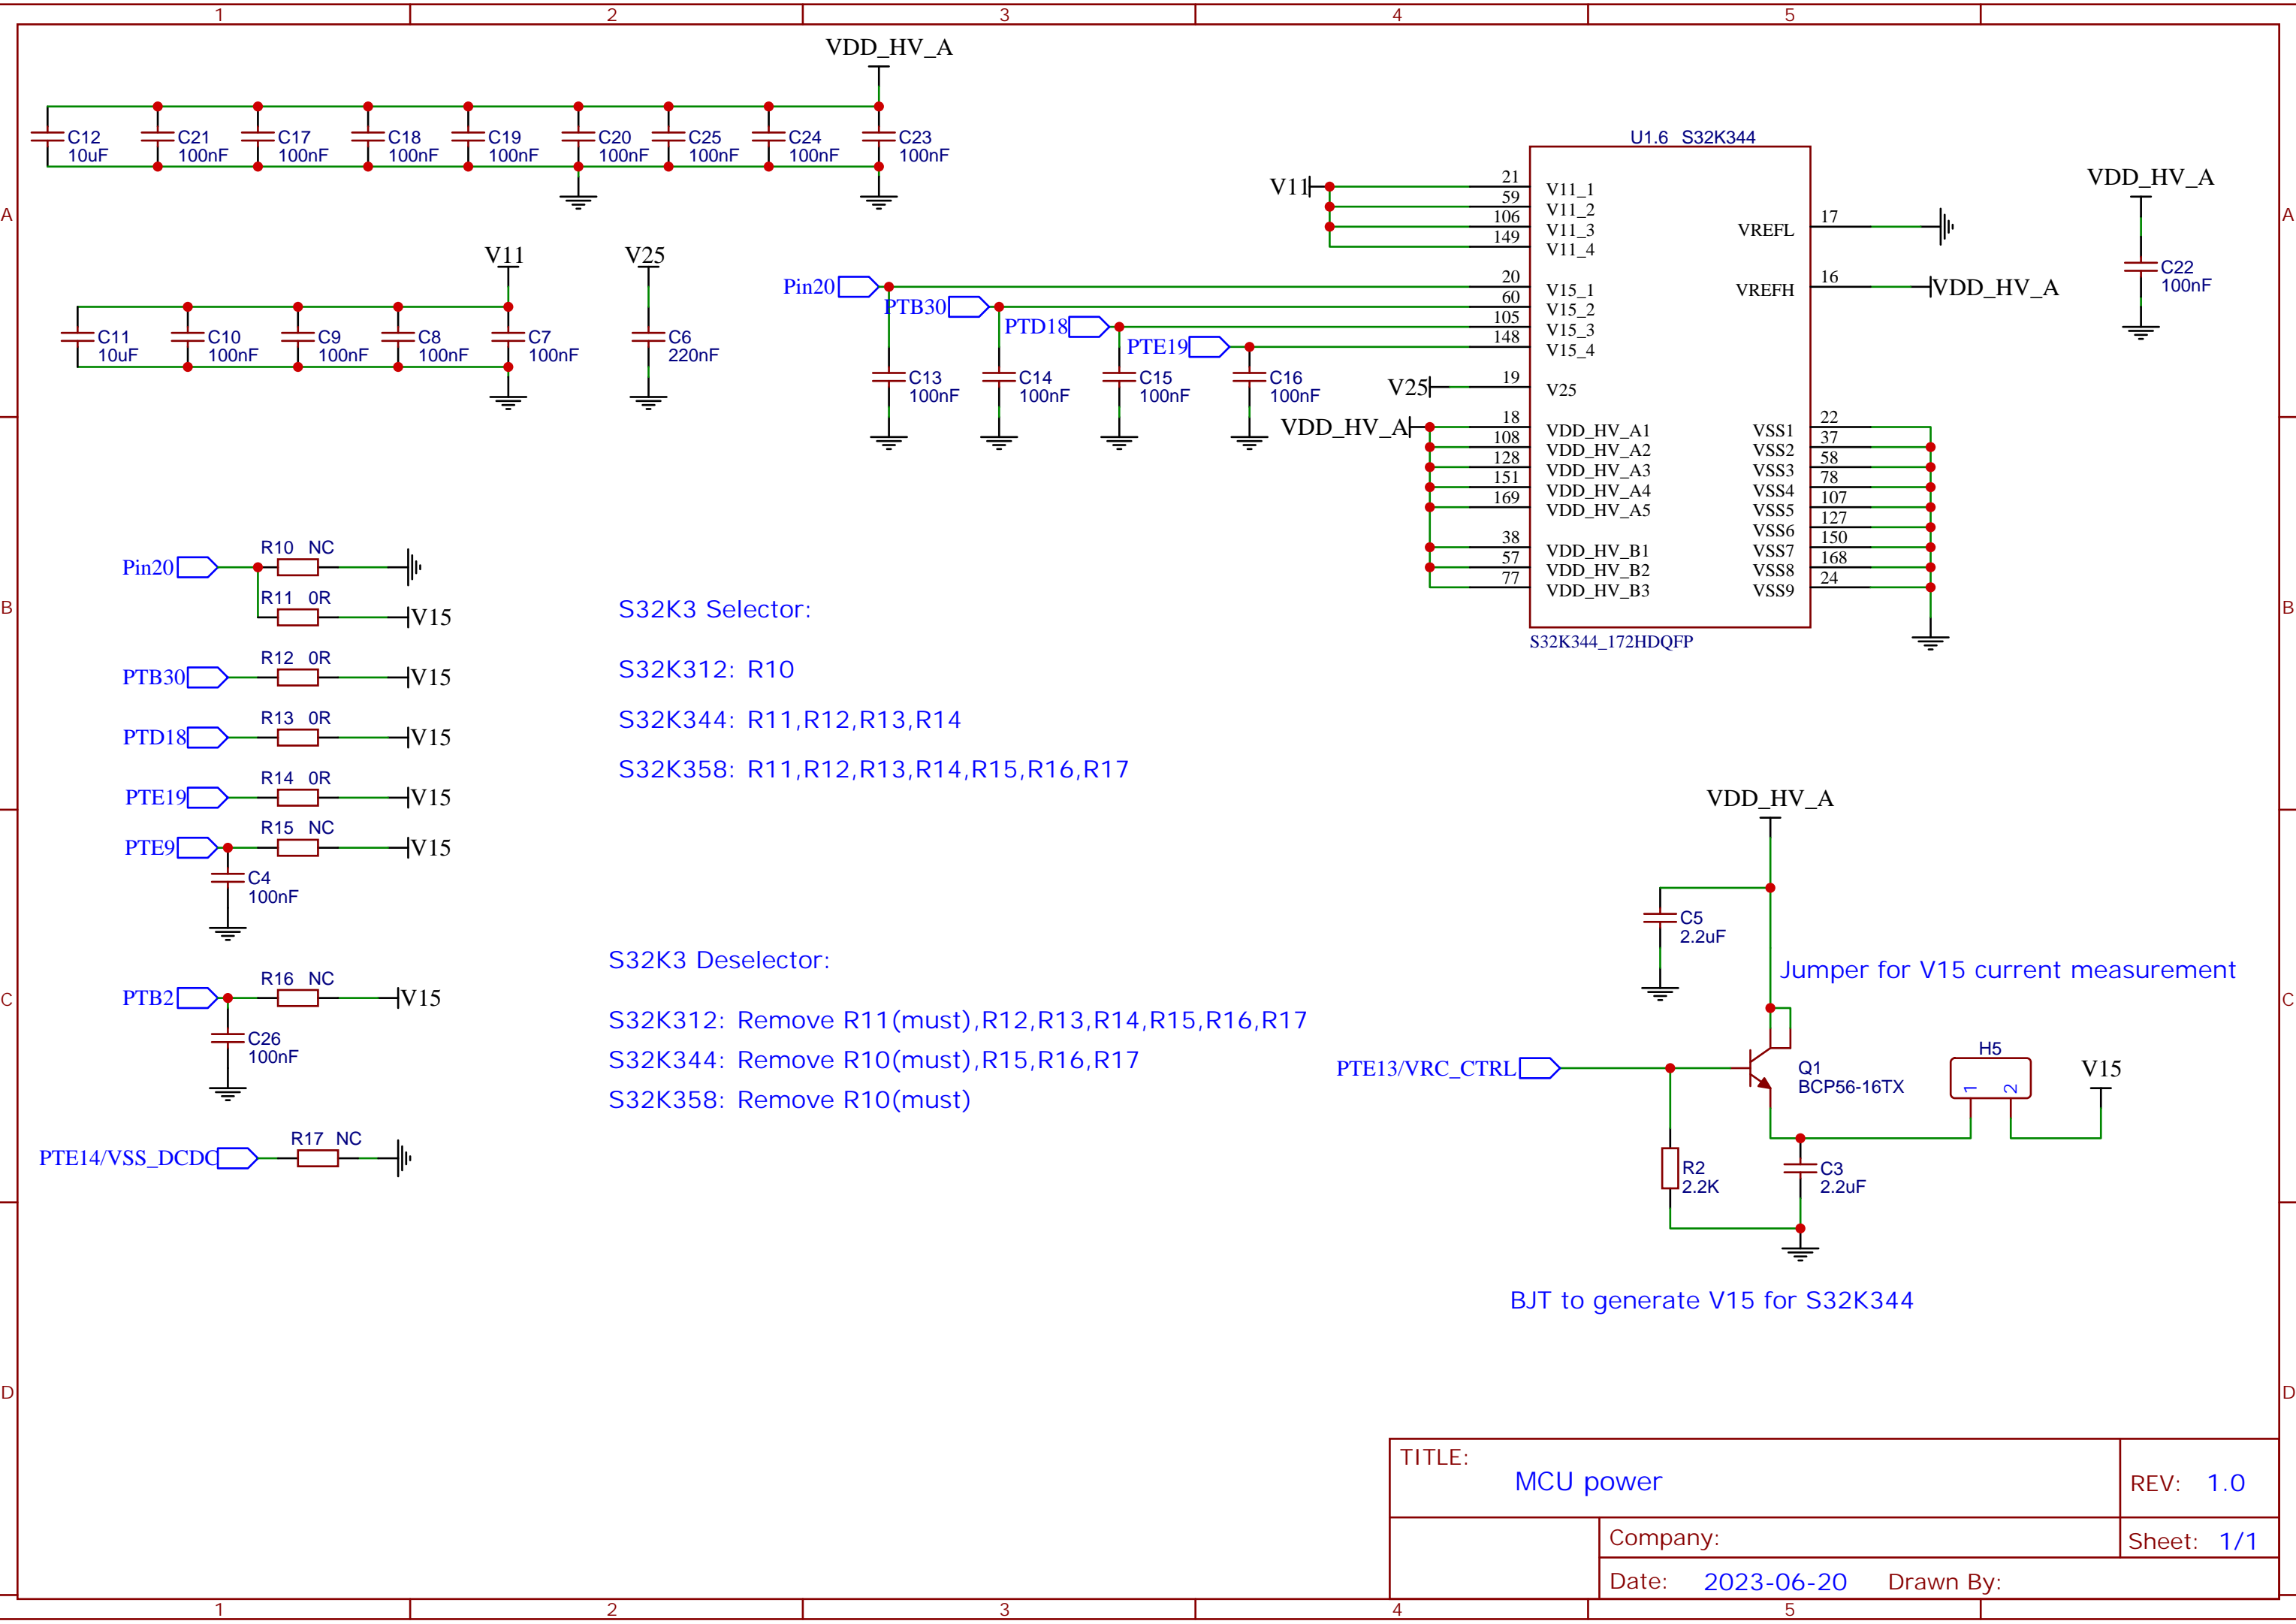 1 2 3 4 5
VDD_HV_A
C12 10uF
C21 100nF
C17 100nF
C18 100nF
C19 100nF
C20 100nF
C25 100nF
C24 100nF
C23 100nF
A
A
V11
C11 10uF
C10 100nF
C9 100nF
C8 100nF
C7 100nF
V25
C6 220nF
Pin20
PTB30
PTD18
PTE19
C13 100nF
C14 100nF
C15 100nF
C16 100nF
U1.6 S32K344
V11
21 V11_1
59 V11_2
106 V11_3
149 V11_4
20 V15_1
60 V15_2
105 V15_3
148 V15_4
V25
19 V25
VDD_HV_A
18 VDD_HV_A1
108 VDD_HV_A2
128 VDD_HV_A3
151 VDD_HV_A4
169 VDD_HV_A5
38 VDD_HV_B1
57 VDD_HV_B2
77 VDD_HV_B3
VREFL 17
VREFH 16
VDD_HV_A
VSS1 22
VSS2 37
VSS3 58
VSS4 78
VSS5 107
VSS6 127
VSS7 150
VSS8 168
VSS9 24
S32K344_172HDQFP
VDD_HV_A
C22 100nF
B
B
Pin20
R10 NC
R11 0R
V15
PTB30
R12 0R
V15
PTD18
R13 0R
V15
PTE19
R14 0R
V15
PTE9
R15 NC
V15
C4 100nF
PTB2
R16 NC
V15
C26 100nF
PTE14/VSS_DCDC
R17 NC
S32K3 Selector:
S32K312: R10
S32K344: R11,R12,R13,R14
S32K358: R11,R12,R13,R14,R15,R16,R17
S32K3 Deselector:
S32K312: Remove R11(must),R12,R13,R14,R15,R16,R17
S32K344: Remove R10(must),R15,R16,R17
S32K358: Remove R10(must)
C
C
VDD_HV_A
C5 2.2uF
Jumper for V15 current measurement
PTE13/VRC_CTRL
Q1 BCP56-16TX
H5
1 2
V15
R2 2.2K
C3 2.2uF
BJT to generate V15 for S32K344
D
D
TITLE:
MCU power
REV: 1.0
Company:
Sheet: 1/1
Date: 2023-06-20 Drawn By:
1 2 3 4 5